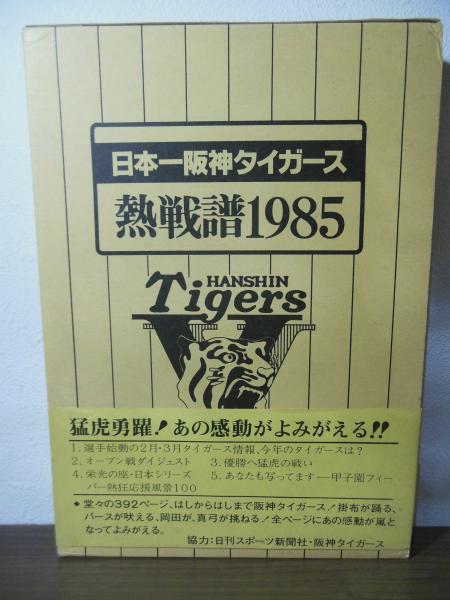 日本一阪神タイガース
熱戦譜1985
HANSHIN
Tigers
猛虎勇躍!あの感動がよみがえる!!
1.選手始動の2月・3月タイガース情報、今年のタイガースは?
2.オープン戦ダイジェスト 3.優勝へ猛虎の戦い
4.栄光の座・日本シリーズ 5.あなたも写ってます―甲子園フィー
バー熱狂応援風景100
◆堂々の392ページ、はしからはしまで阪神タイガース!掛布が踊る、
バースが吠える、岡田が、真弓が挑ねる!全ページにあの感動が嵐と
なってよみがえる。
協力:日刊スポーツ新聞社・阪神タイガース